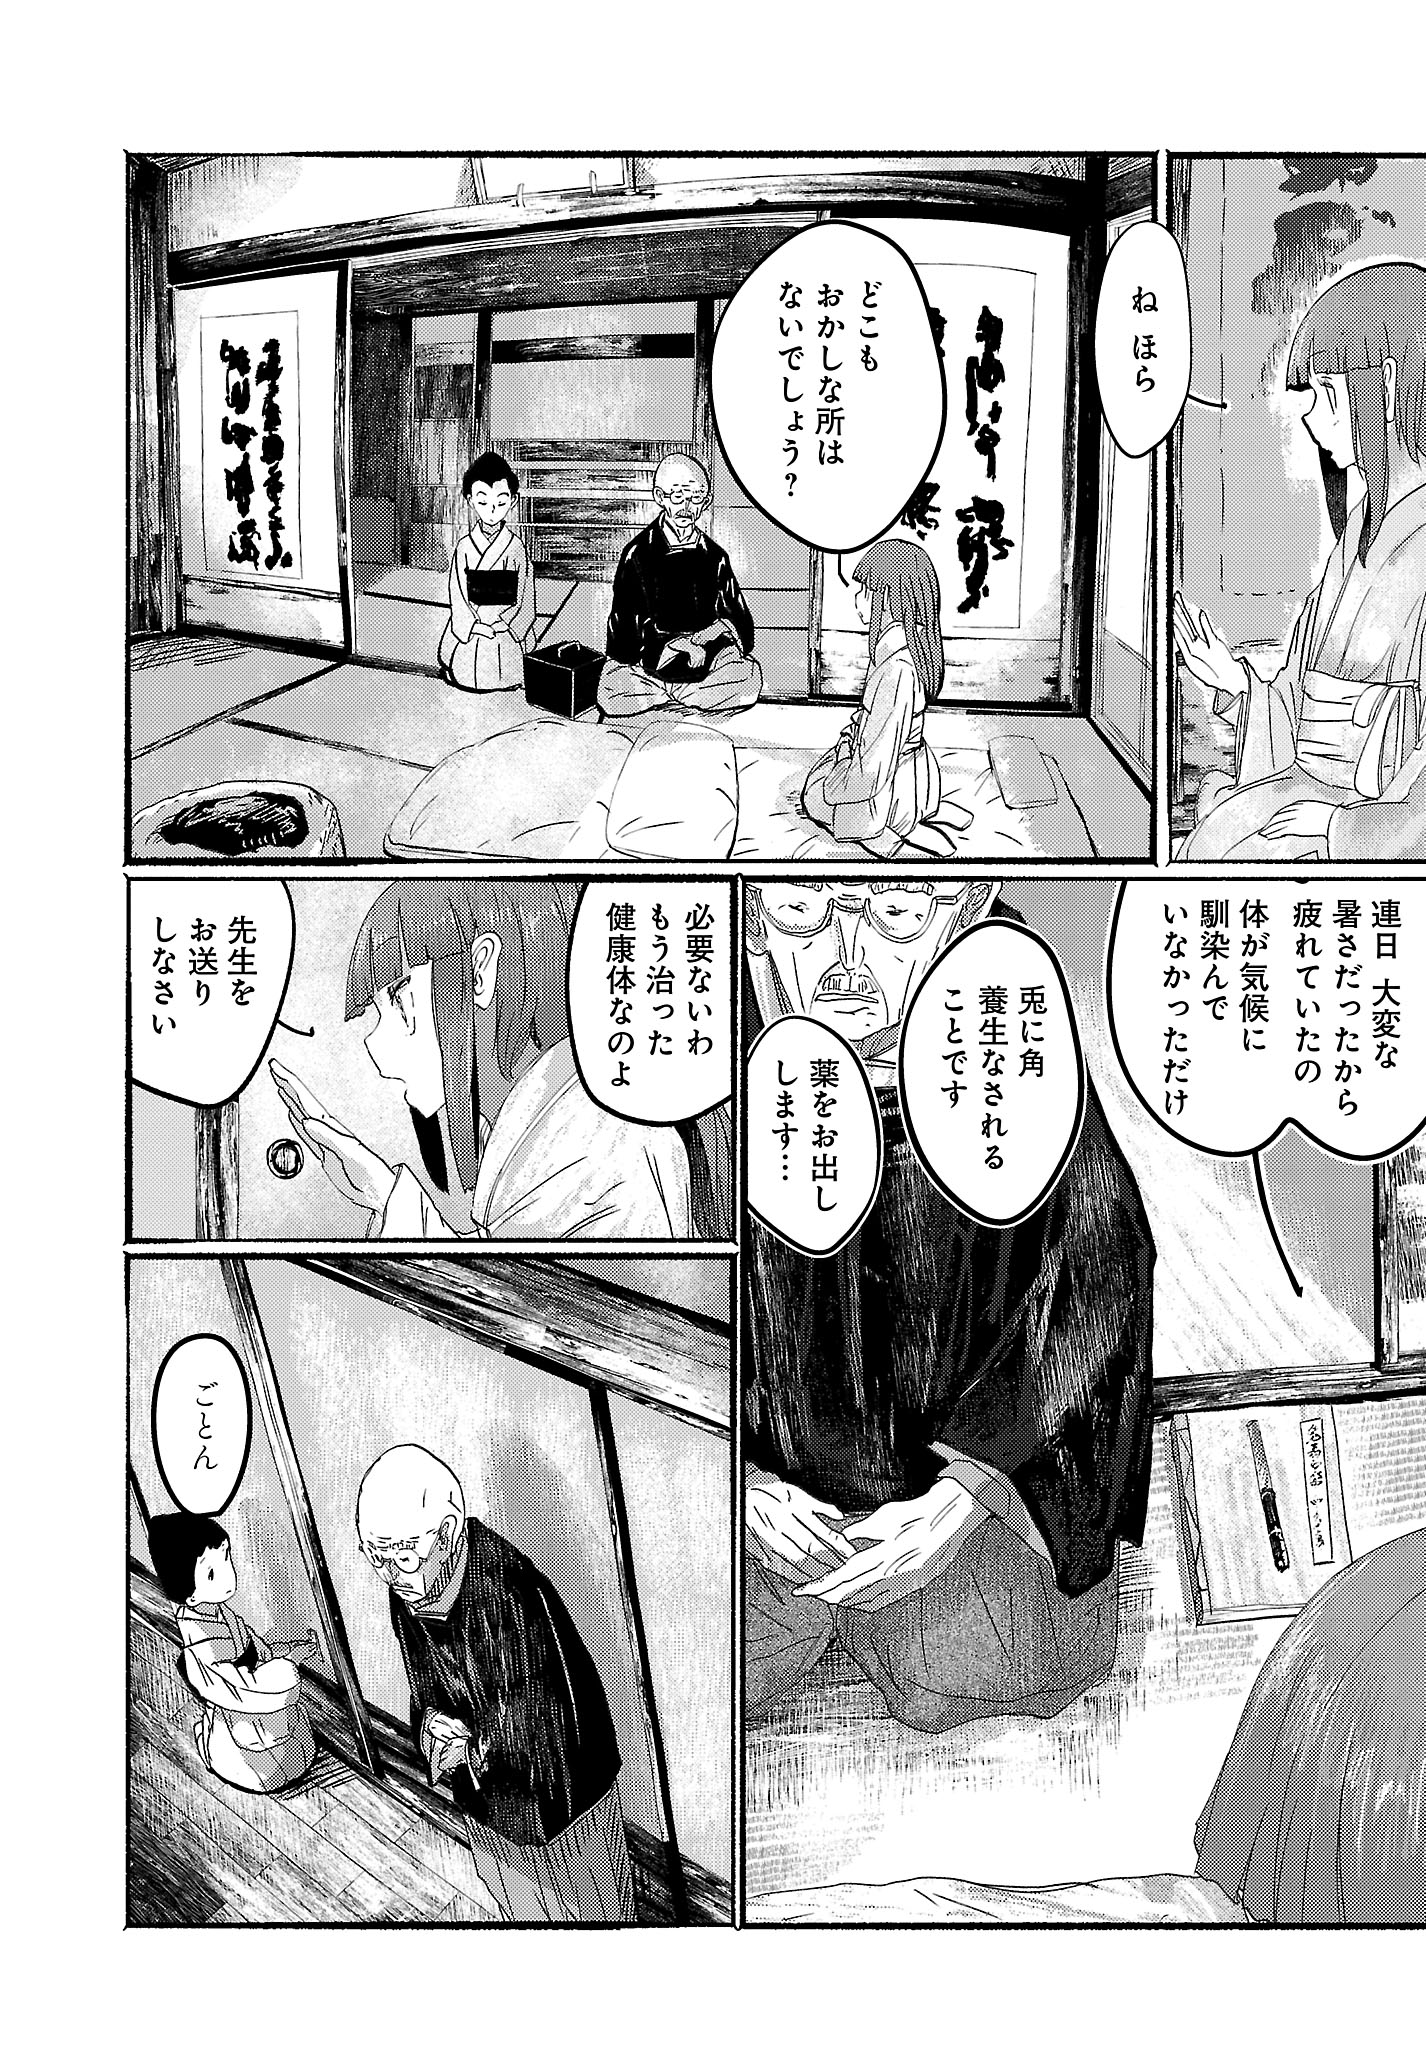 ね ほら
どこも
おかしな所は
ないでしょう?
連日 大変な
暑さだったから
疲れていたの
体が気候に
馴染んで
いなかっただけ
兎に角
養生なされる
ことです
薬をお出し
します…
必要ないわ
もう治った
健康体なのよ
先生を
お送り
しなさい
ごとん